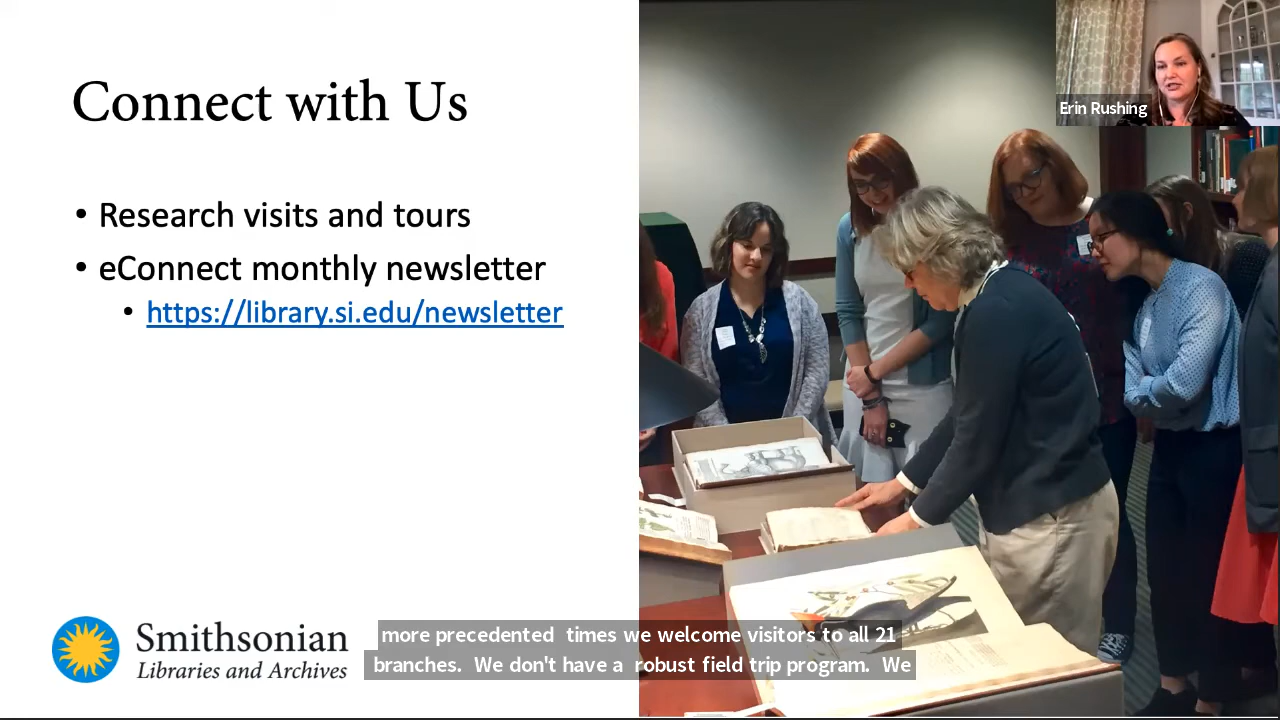 Connect with Us
• Research visits and tours
• eConnect monthly newsletter
• https://library.si.edu/newsletter
Erin Rushing
Smithsonian
Libraries and Archives
more precedented times we welcome visitors to all 21
branches. We don't have a robust field trip program. We